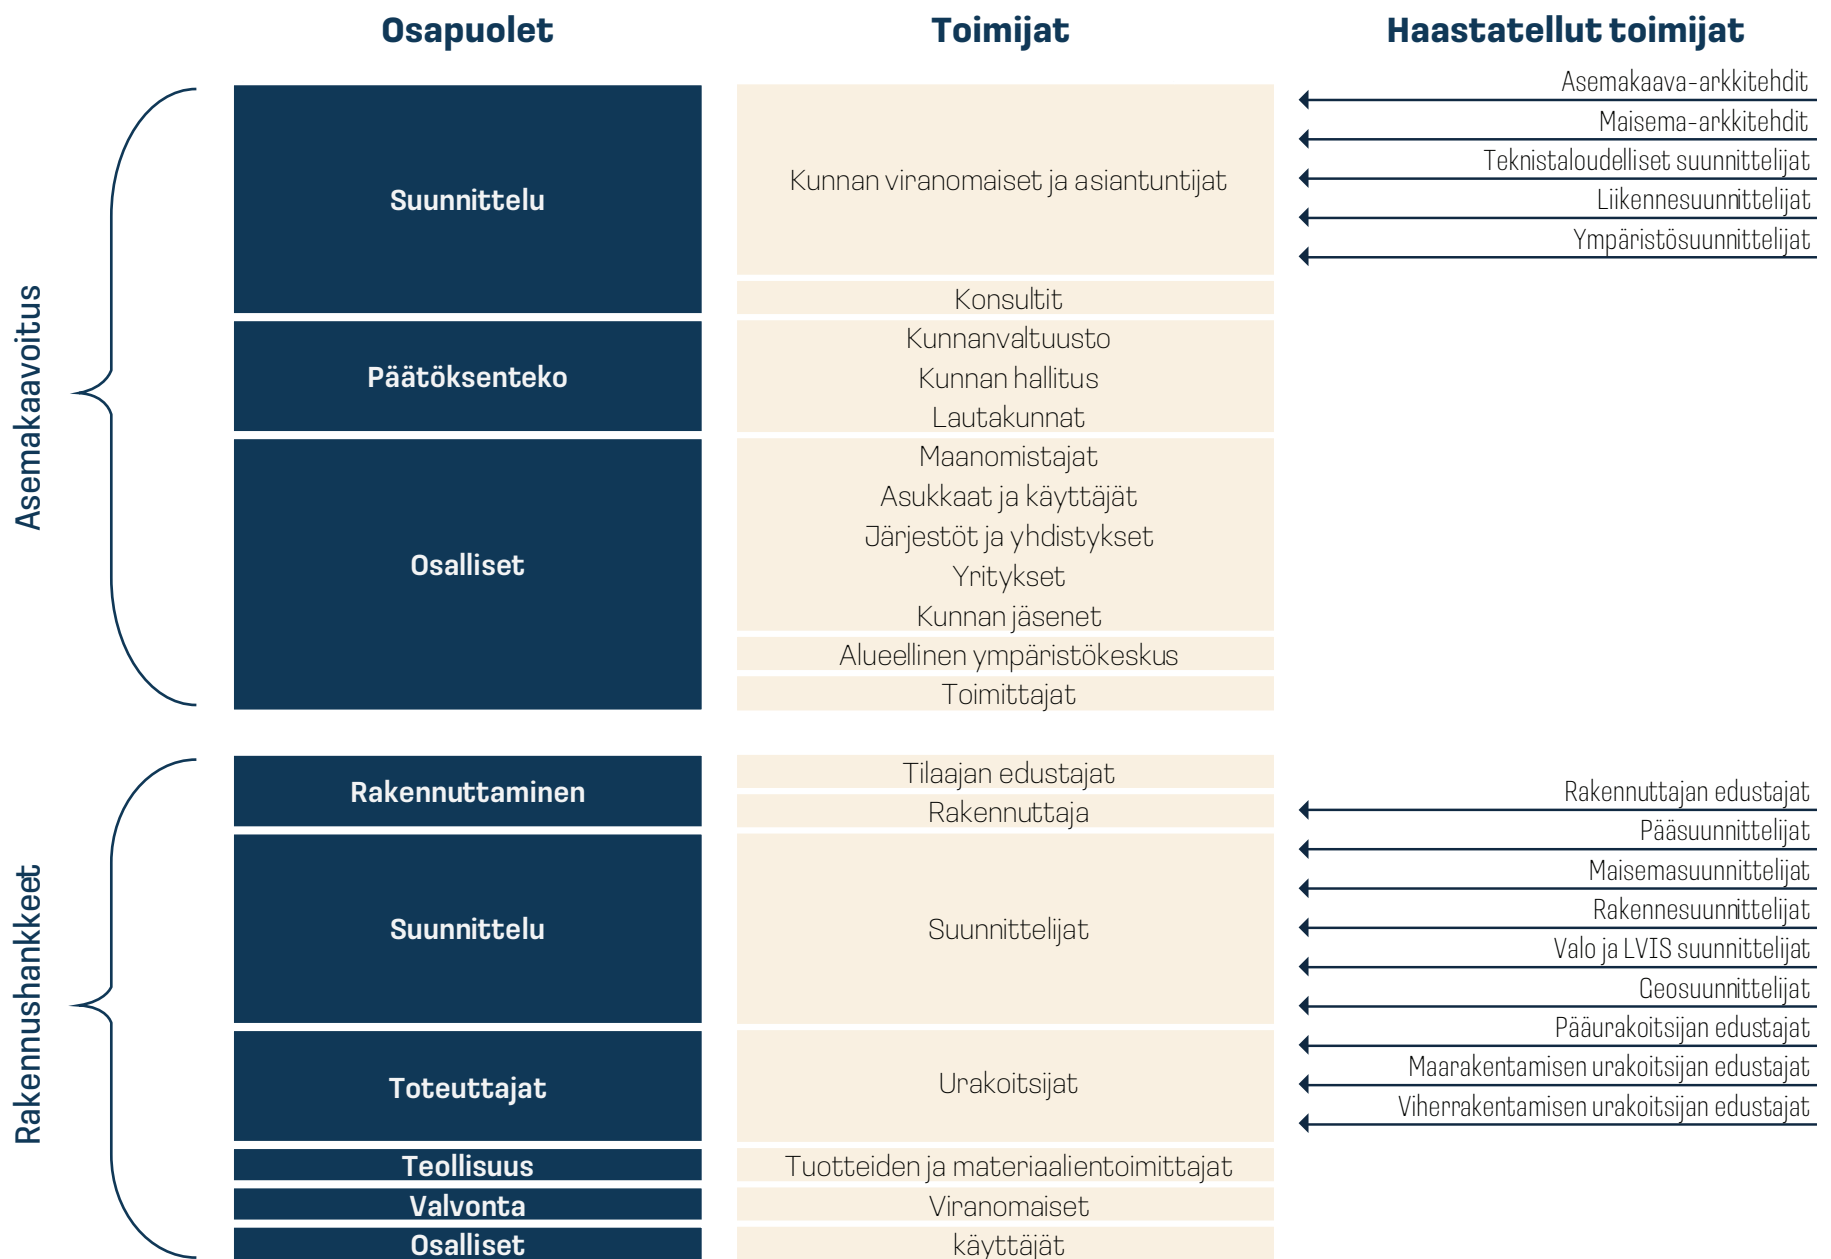 Osapuolet
Toimijat
Haastatellut toimijat
Asemakaavoitus
Suunnittelu
Kunnan viranomaiset ja asiantuntijat
Asemakaava-arkkitehdit
Maisema-arkkitehdit
Teknistaloudelliset suunnittelijat
Liikennesuunnittelijat
Ympäristösuunnittelijat
Konsultit
Päätöksenteko
Kunnanvaltuusto
Kunnan hallitus
Lautakunnat
Osalliset
Maanomistajat
Asukkaat ja käyttäjät
Järjestöt ja yhdistykset
Yritykset
Kunnan jäsenet
Alueellinen ympäristökeskus
Toimittajat
Rakennushankkeet
Rakennuttaminen
Tilaajan edustajat
Rakennuttaja
Rakennuttajan edustajat
Suunnittelu
Suunnittelijat
Pääsuunnittelijat
Maisemasuunnittelijat
Rakennesuunnittelijat
Valo ja LVIS suunnittelijat
Geosuunnittelijat
Toteuttajat
Urakoitsijat
Pääurakoitsijan edustajat
Maarakentamisen urakoitsijan edustajat
Viherrakentamisen urakoitsijan edustajat
Teollisuus
Tuotteiden ja materiaalientoimittajat
Valvonta
Viranomaiset
Osalliset
käyttäjät